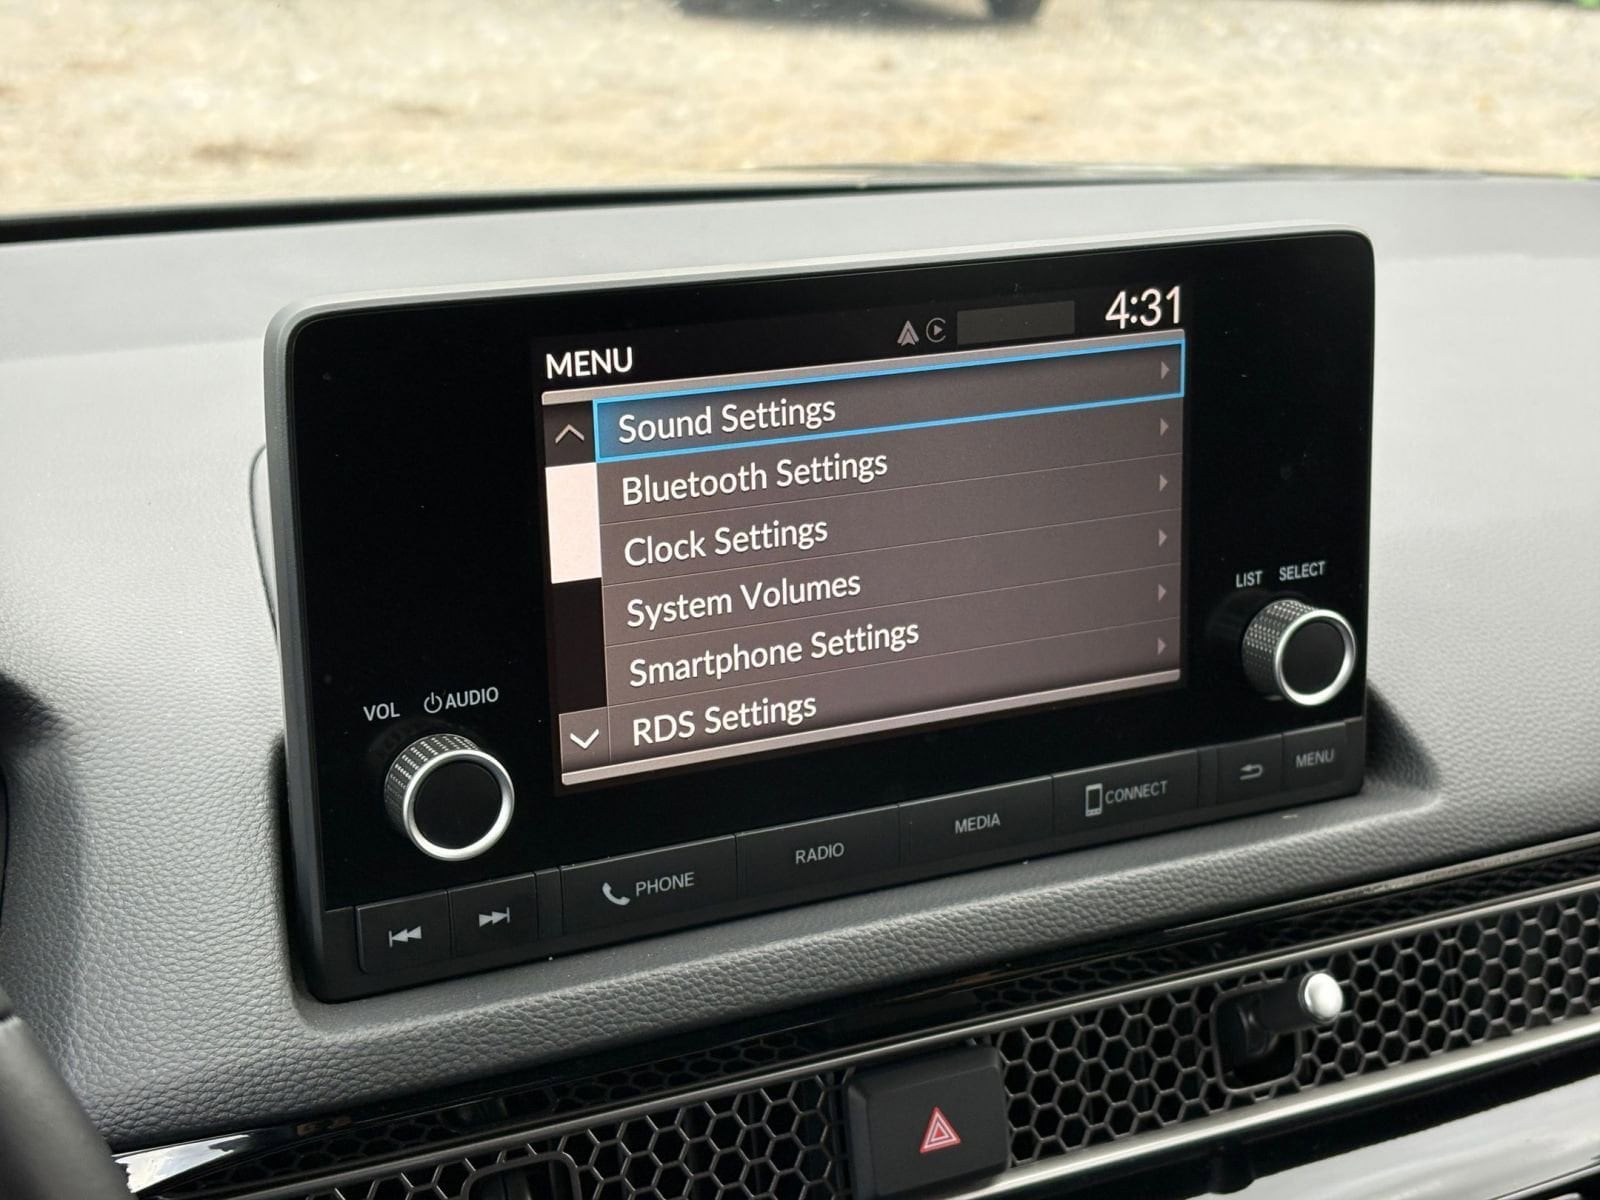 4:31
MENU
Sound Settings
Bluetooth Settings
Clock Settings
System Volumes
Smartphone Settings
RDS Settings
LIST SELECT
VOL AUDIO
PHONE
RADIO
MEDIA
CONNECT
MENU